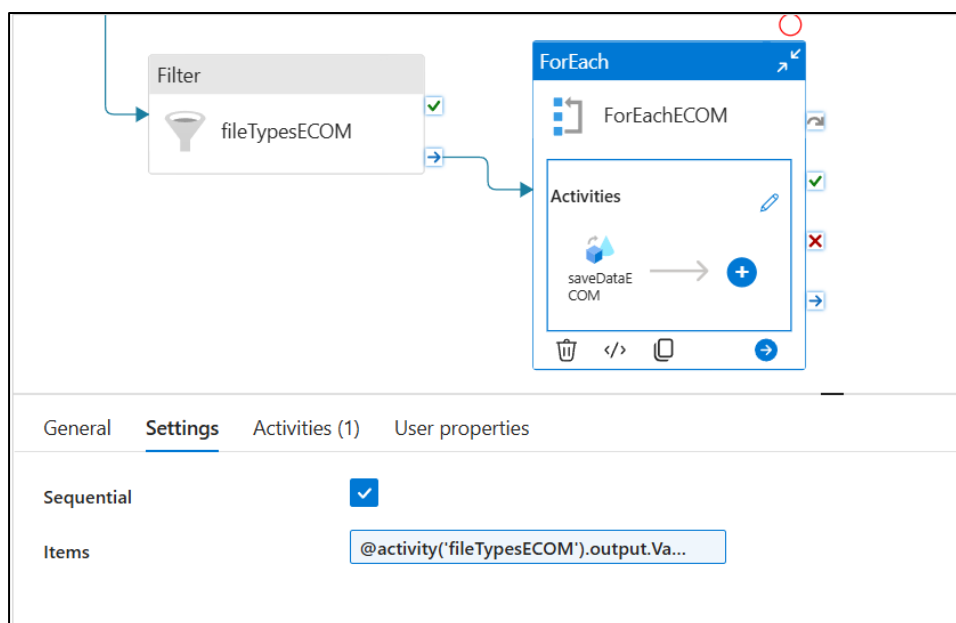 Filter
fileTypesECOM
ForEach
ForEachECOM
Activities
saveDataE
COM
</>
General Settings Activities (1) User properties
Sequential
Items @activity('fileTypesECOM').output.Va...